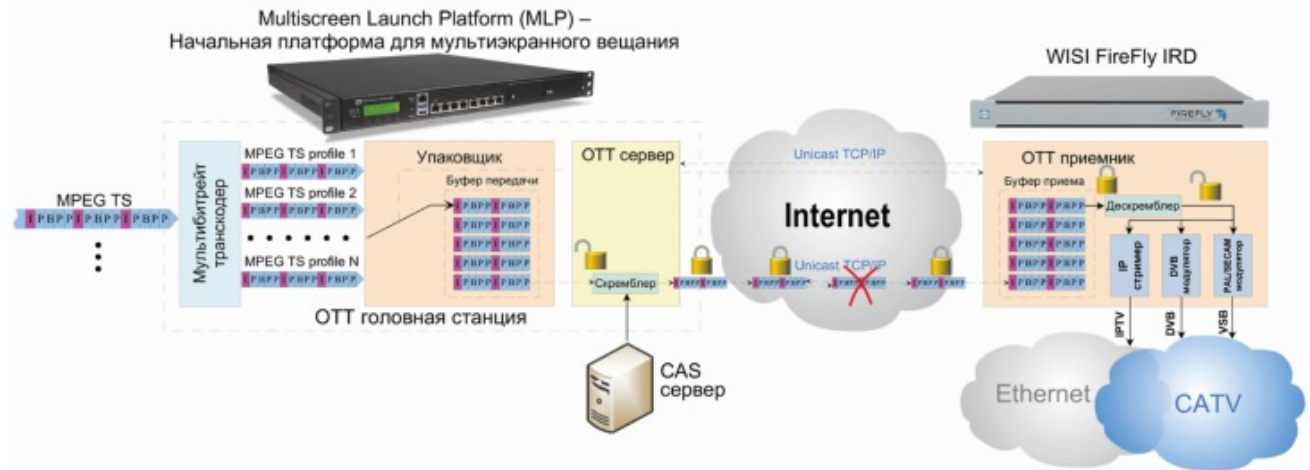 Multiscreen Launch Platform (MLP) –
Начальная платформа для мультиэкранного вещания
WISI FireFly IRD
FIREFLY
MPEG TS
I P B P P I P B P P I P B P P
Мультибитрейт
транскодер
MPEG TS profile 1
I P B P P I P B P P I P B P P
MPEG TS profile 2
I P B P P I P B P P I P B P P
MPEG TS profile N
I P B P P I P B P P I P B P P
Упаковщик
Буфер передачи
I P B P P I P B P P
I P B P P I P B P P
I P B P P I P B P P
I P B P P I P B P P
I P B P P I P B P P
ОТТ головная станция
ОТТ сервер
Скремблер
CAS
сервер
Unicast TCP/IP
Internet
Unicast TCP/IP
I P B P P I P B P P
I P B P P I P B P P
I P B P P I P B P P
I P B P P I P B P P
ОТТ приемник
Буфер приема
I P B P P I P B P P
I P B P P I P B P P
I P B P P I P B P P
I P B P P I P B P P
I P B P P I P B P P
Дескремблер
IP
стример
DVB
модулятор
PAL/SECAM
модулятор
IPTV
DVB
VSB
Ethernet
CATV